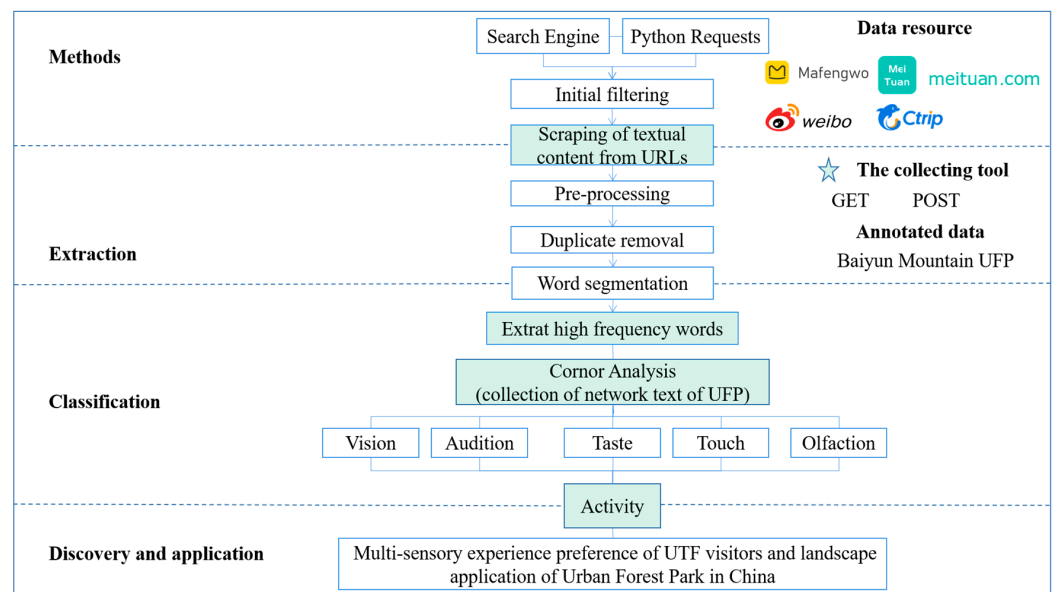 Methods
Search Engine
Python Requests
Initial filtering
Scraping of textual
content from URLs
Data resource
Mafengwo
Mei
Tuan
meituan.com
weibo
Ctrip
Extraction
Pre-processing
Duplicate removal
Word segmentation
The collecting tool
GET POST
Annotated data
Baiyun Mountain UFP
Classification
Extrat high frequency words
Cornor Analysis
(collection of network text of UFP)
Vision
Audition
Taste
Touch
Olfaction
Activity
Discovery and application
Multi-sensory experience preference of UTF visitors and landscape
application of Urban Forest Park in China